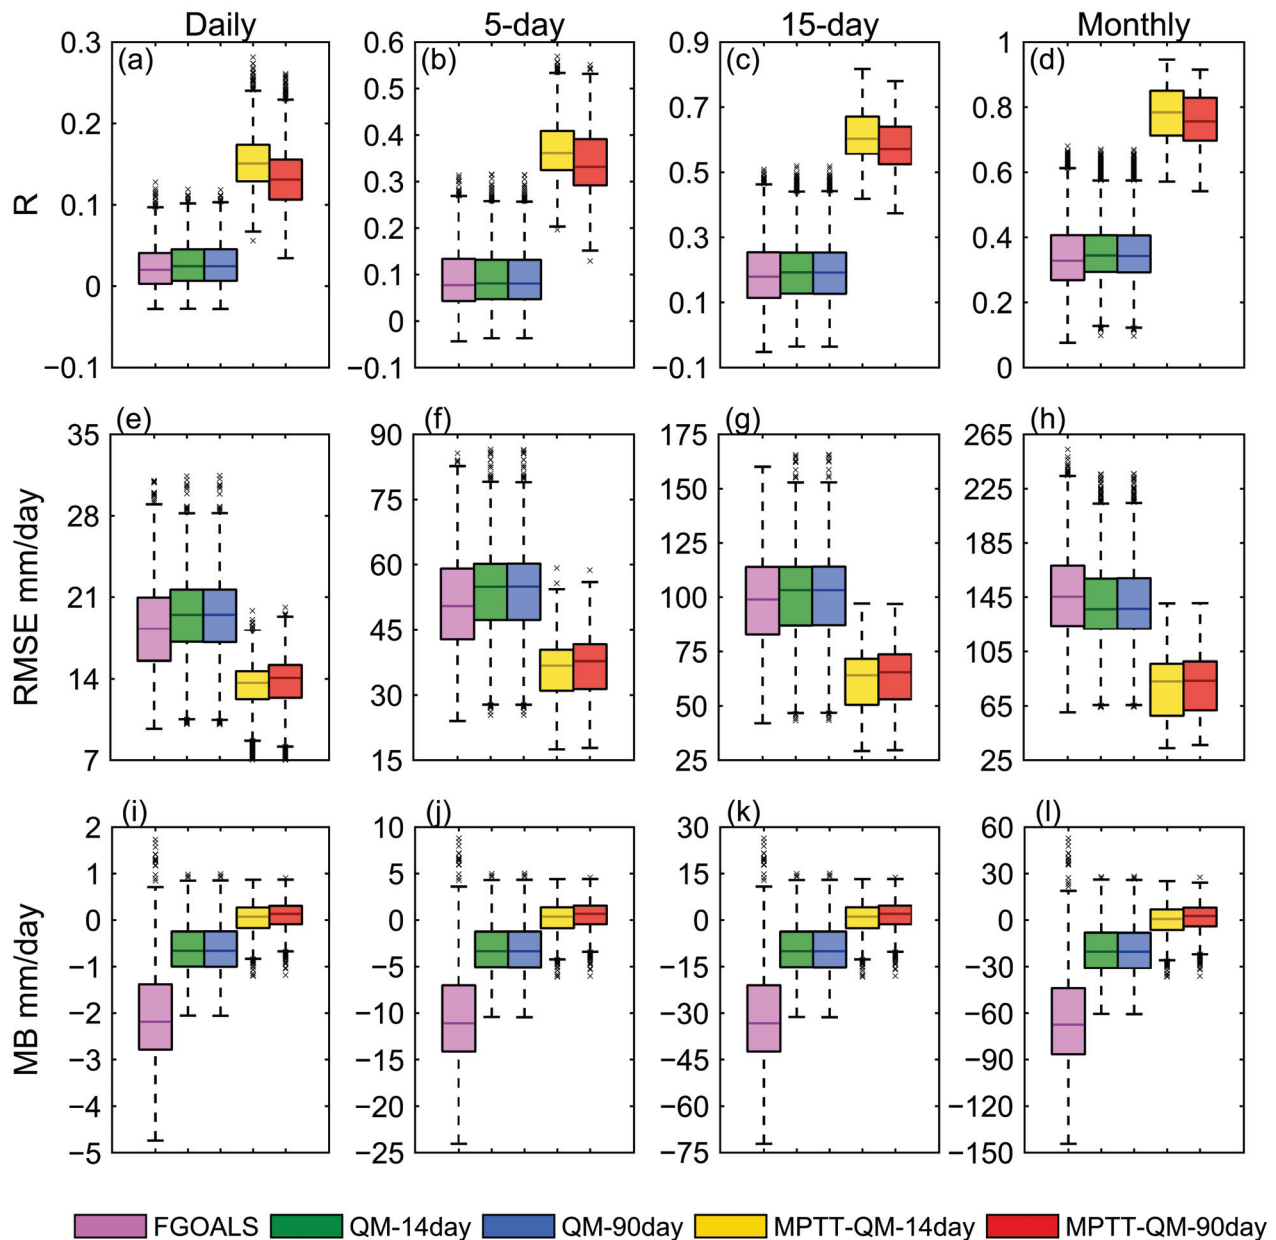 Daily 5-day 15-day Monthly
(a) (b) (c) (d)
R
0.3 0.2 0.1 0 −0.1
0.6 0.5 0.4 0.3 0.2 0.1 0 −0.1
0.9 0.7 0.5 0.3 0.1 −0.1
1 0.8 0.6 0.4 0.2 0
(e) (f) (g) (h)
RMSE mm/day
35 28 21 14 7
90 75 60 45 30 15
175 150 125 100 75 50 25
265 225 185 145 105 65 25
(i) (j) (k) (l)
MB mm/day
2 1 0 −1 −2 −3 −4 −5
10 5 0 −5 −10 −15 −20 −25
30 15 0 −15 −30 −45 −60 −75
60 30 0 −30 −60 −90 −120 −150
FGOALS QM-14day QM-90day MPTT-QM-14day MPTT-QM-90day